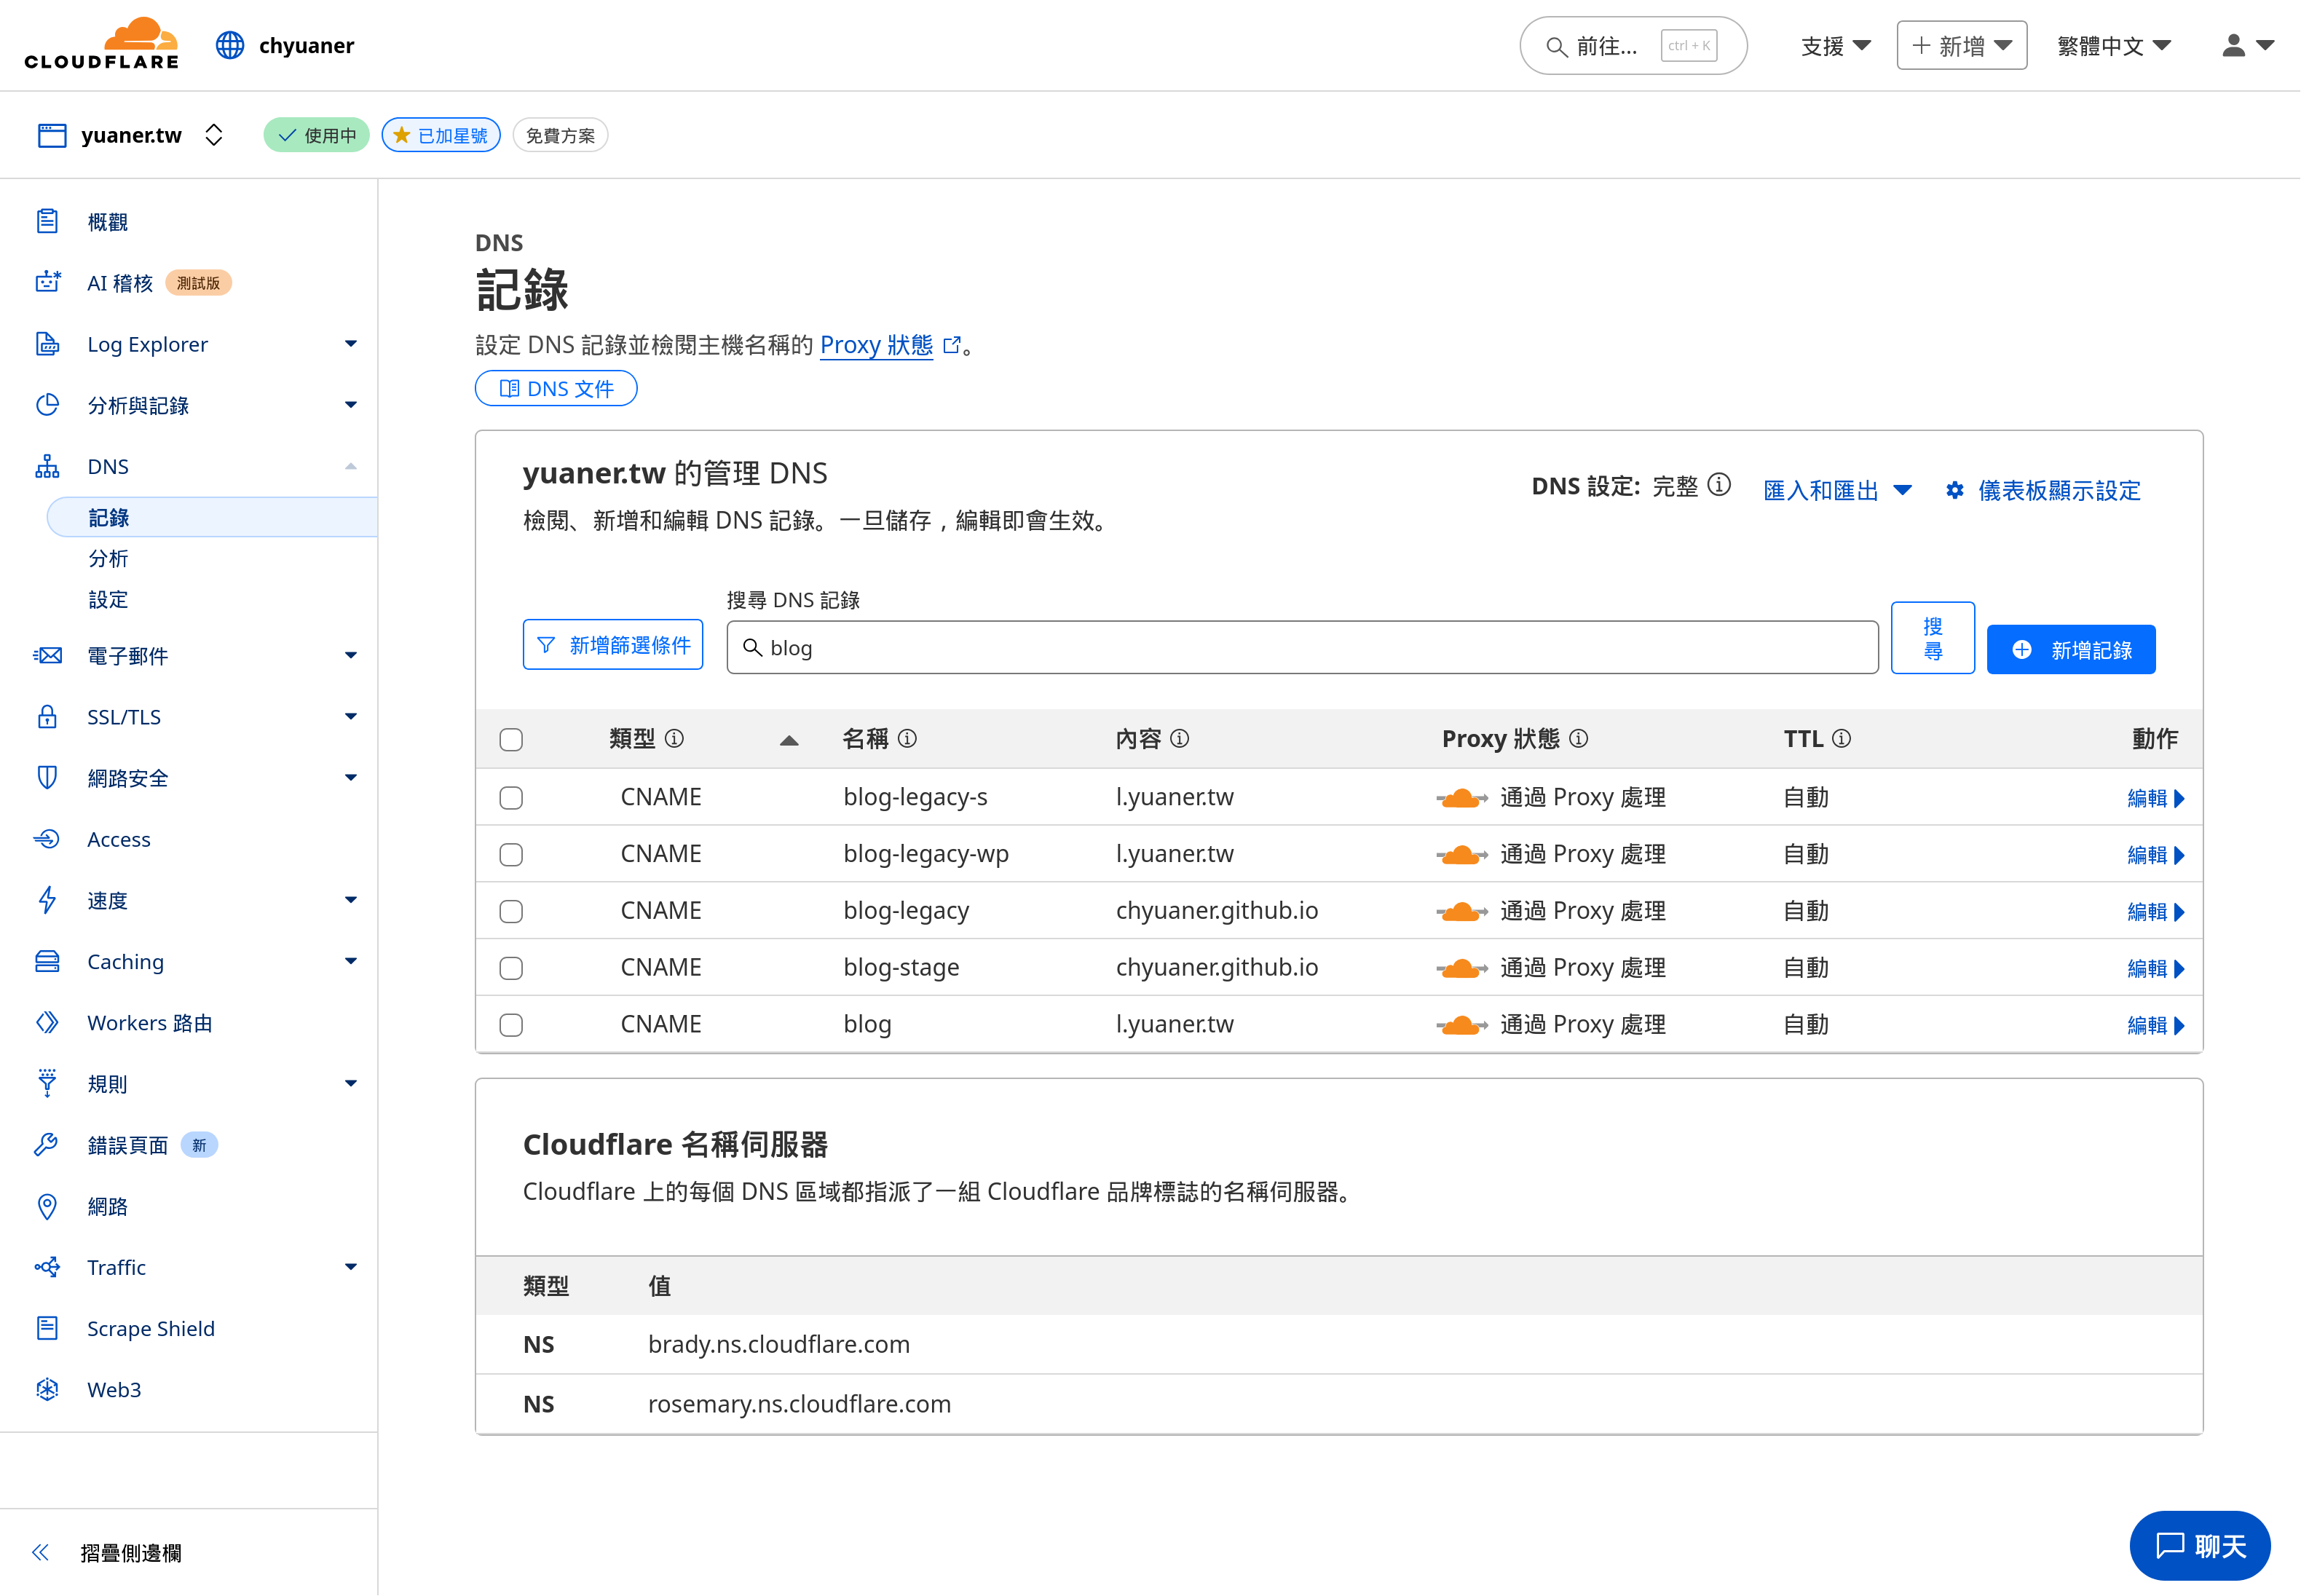 CLOUDFLARE
chyuaner
前往...
ctrl + K
支援
新增
繁體中文
yuaner.tw
使用中
已加星號
免費方案
概觀
AI 稽核
測試版
Log Explorer
分析與記錄
DNS
記錄
分析
設定
電子郵件
SSL/TLS
網路安全
Access
速度
Caching
Workers 路由
規則
錯誤頁面
新
網路
Traffic
Scrape Shield
Web3
摺疊側邊欄
DNS
記錄
設定 DNS 記錄並檢閱主機名稱的 Proxy 狀態。
DNS 文件
yuaner.tw 的管理 DNS
DNS 設定: 完整
匯入和匯出
儀表板顯示設定
檢閱、新增和編輯 DNS 記錄。一旦儲存，編輯即會生效。
新增篩選條件
搜尋 DNS 記錄
blog
搜
尋
新增記錄
類型 名稱 內容 Proxy 狀態 TTL 動作
CNAME blog-legacy-s l.yuaner.tw 通過 Proxy 處理 自動 編輯
CNAME blog-legacy-wp l.yuaner.tw 通過 Proxy 處理 自動 編輯
CNAME blog-legacy chyuaner.github.io 通過 Proxy 處理 自動 編輯
CNAME blog-stage chyuaner.github.io 通過 Proxy 處理 自動 編輯
CNAME blog l.yuaner.tw 通過 Proxy 處理 自動 編輯
Cloudflare 名稱伺服器
Cloudflare 上的每個 DNS 區域都指派了一組 Cloudflare 品牌標誌的名稱伺服器。
類型 值
NS brady.ns.cloudflare.com
NS rosemary.ns.cloudflare.com
聊天